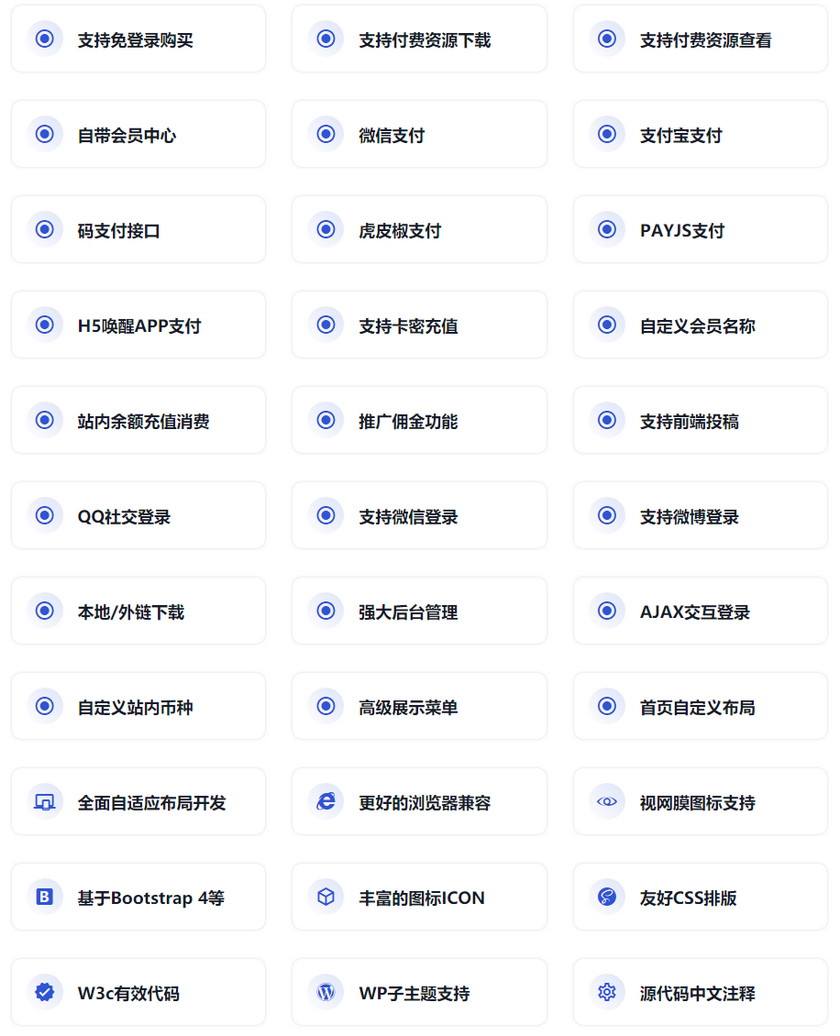 支持免登录购买
支持付费资源下载
支持付费资源查看
自带会员中心
微信支付
支付宝支付
码支付接口
虎皮椒支付
PAYJS支付
H5唤醒APP支付
支持卡密充值
自定义会员名称
站内余额充值消费
推广佣金功能
支持前端投稿
QQ社交登录
支持微信登录
支持微博登录
本地/外链下载
强大后台管理
AJAX交互登录
自定义站内币种
高级展示菜单
首页自定义布局
全面自适应布局开发
更好的浏览器兼容
视网膜图标支持
基于Bootstrap 4等
丰富的图标ICON
友好CSS排版
W3c有效代码
WP子主题支持
源代码中文注释